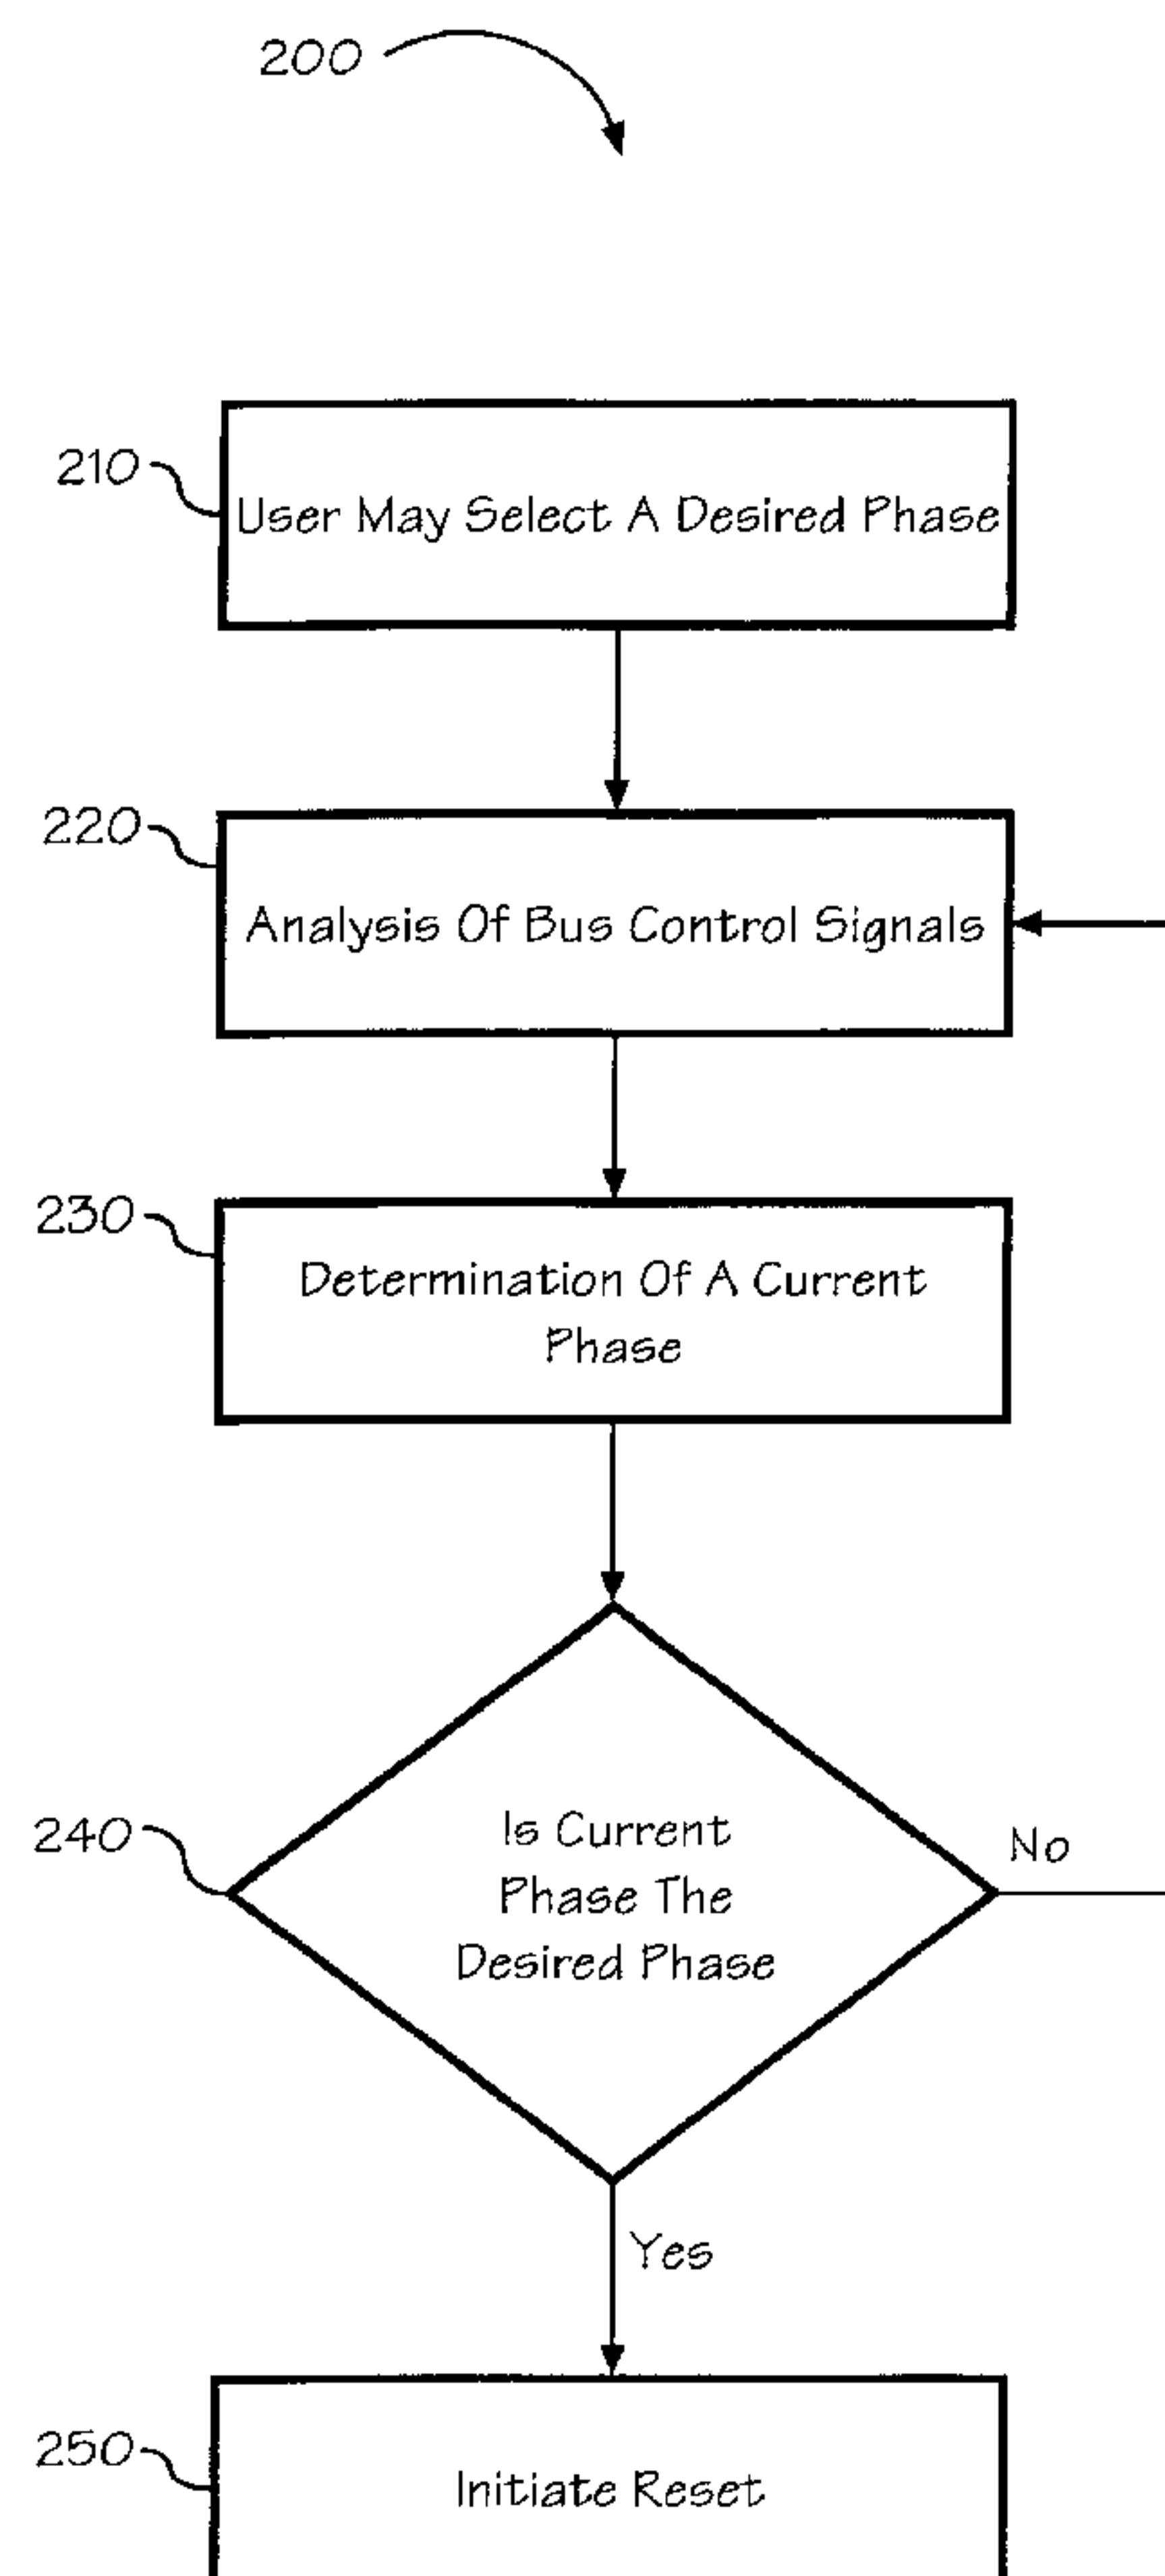 200
210
User May Select A Desired Phase
220
Analysis Of Bus Control Signals
230
Determination Of A Current
Phase
240
Is Current
Phase The
Desired Phase
No
Yes
250
Initiate Reset